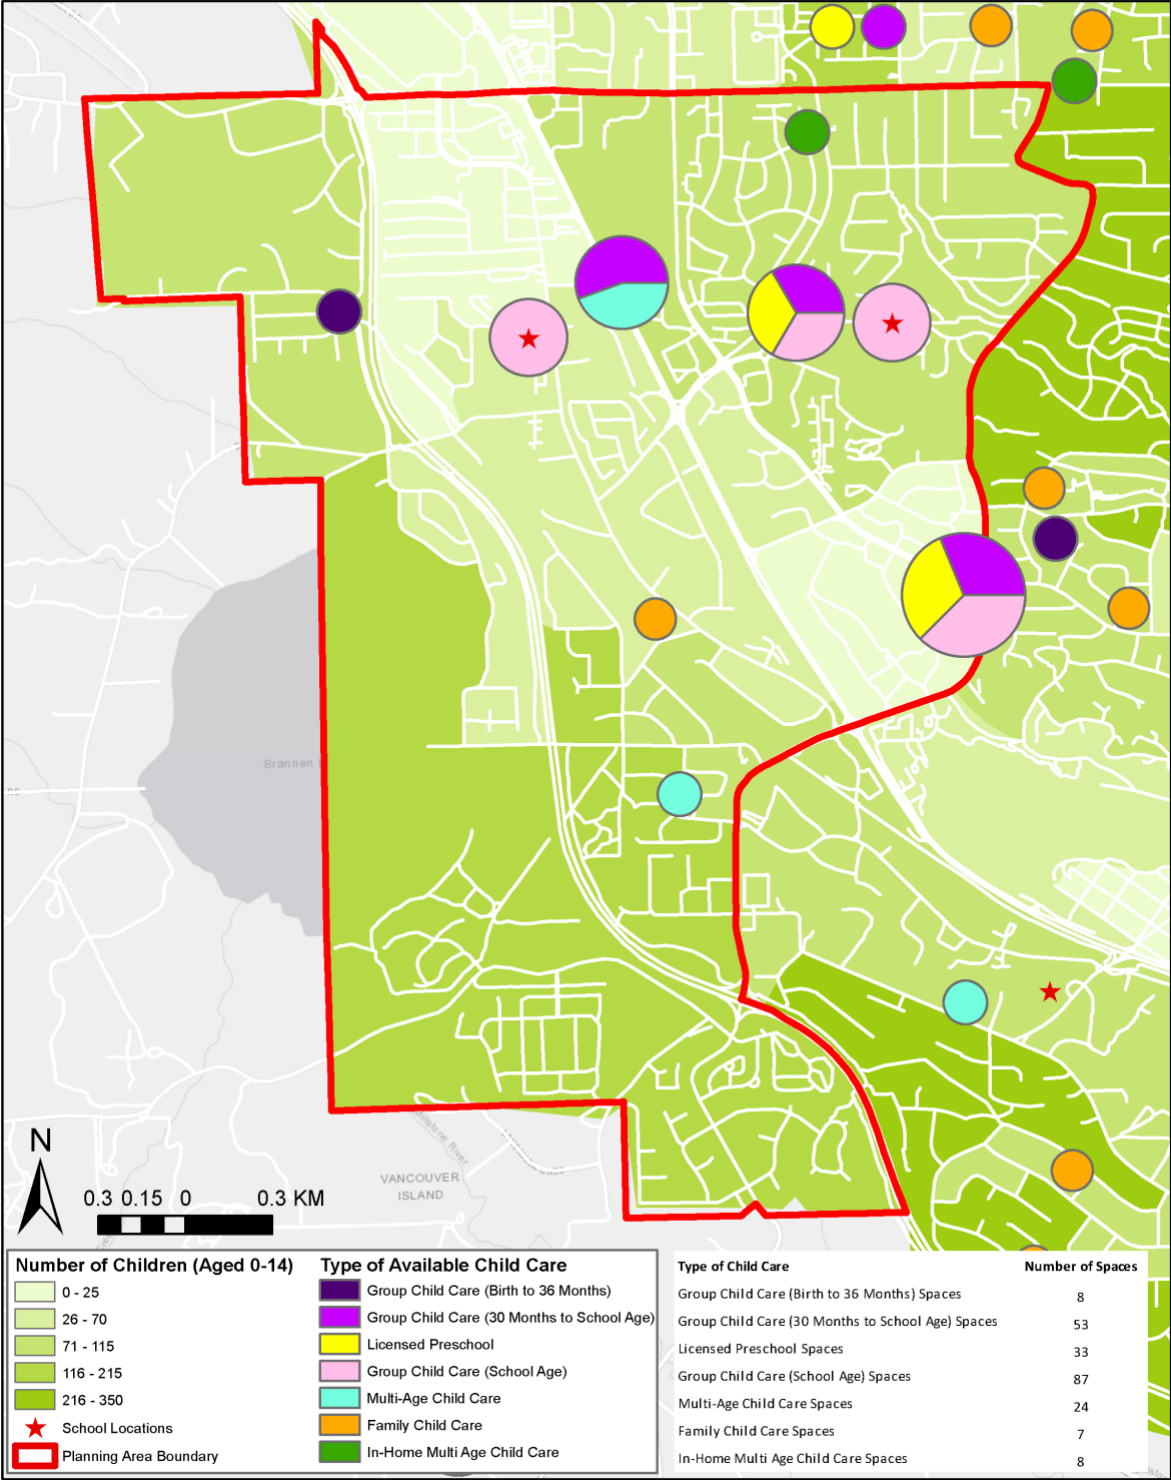 Brannen
VANCOUVER
ISLAND
N
0.3 0.15 0 0.3 KM
Number of Children (Aged 0-14)
0 - 25
26 - 70
71 - 115
116 - 215
216 - 350
School Locations
Planning Area Boundary
Type of Available Child Care
Group Child Care (Birth to 36 Months)
Group Child Care (30 Months to School Age)
Licensed Preschool
Group Child Care (School Age)
Multi-Age Child Care
Family Child Care
In-Home Multi Age Child Care
Type of Child Care Number of Spaces
Group Child Care (Birth to 36 Months) Spaces 8
Group Child Care (30 Months to School Age) Spaces 53
Licensed Preschool Spaces 33
Group Child Care (School Age) Spaces 87
Multi-Age Child Care Spaces 24
Family Child Care Spaces 7
In-Home Multi Age Child Care Spaces 8